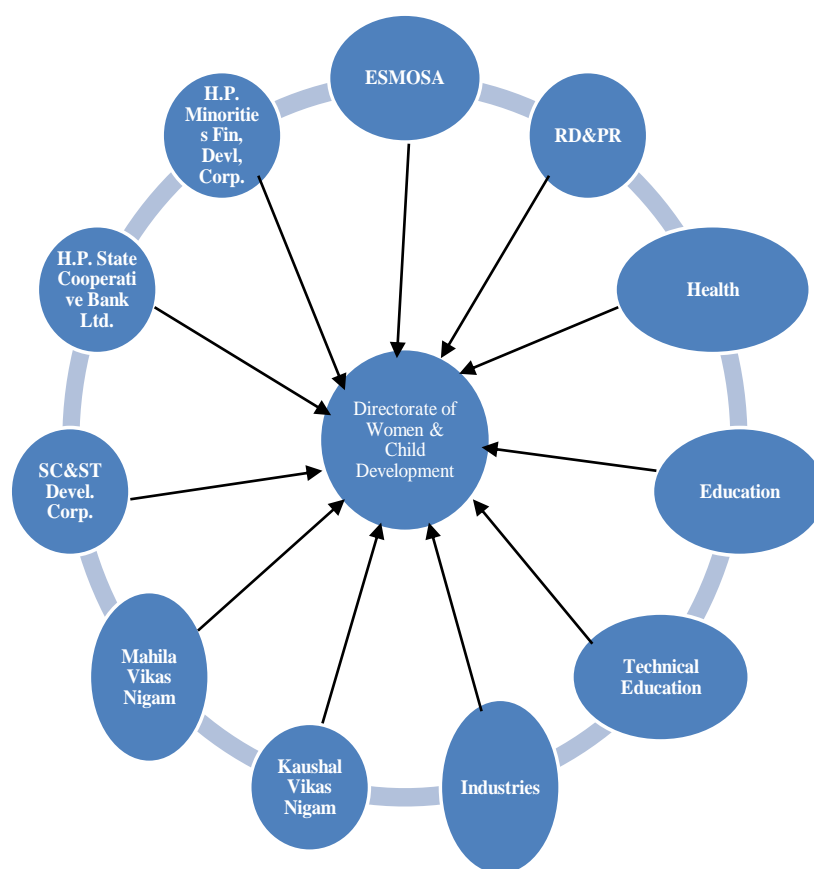 ESMOSA
RD&PR
Health
Education
Technical
Education
Industries
Kaushal
Vikas
Nigam
Mahila
Vikas
Nigam
SC&ST
Devel.
Corp.
H.P. State
Cooperati
ve Bank
Ltd.
H.P.
Minoritie
s Fin,
Devl,
Corp.
Directorate of
Women &
Child
Development